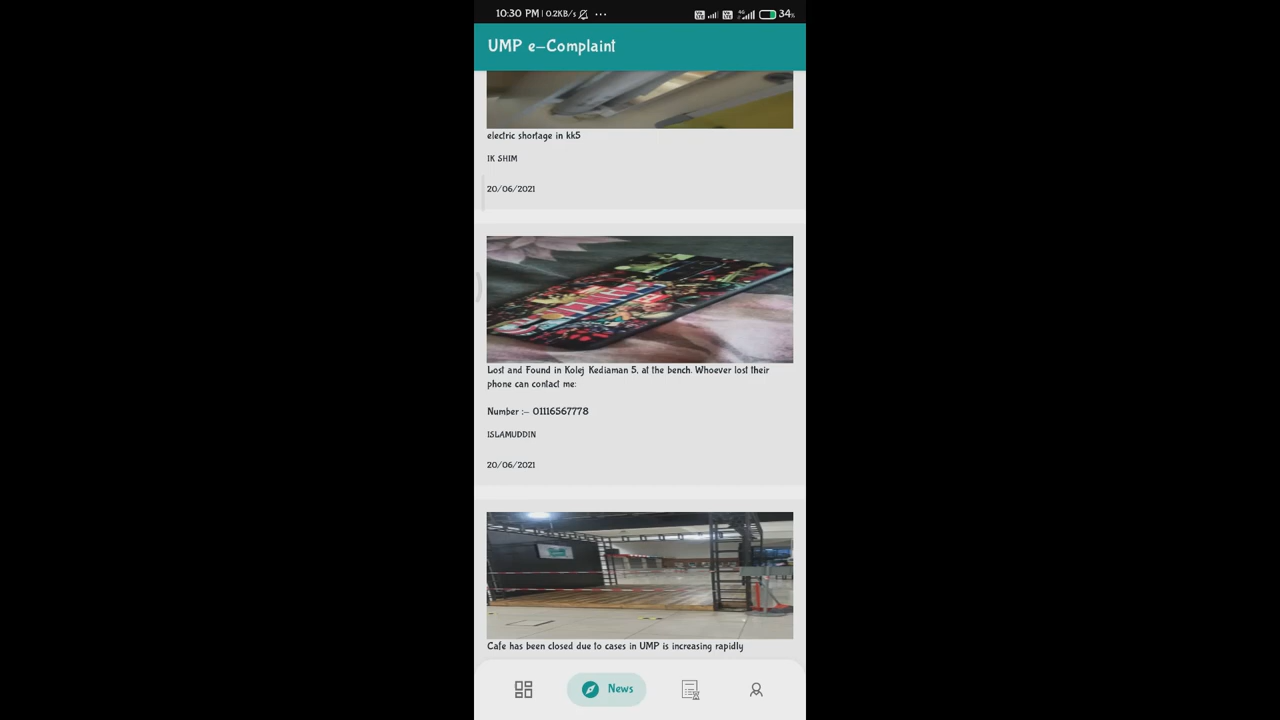 10:30 PM | 0.2KB/s ...
4G
34%
UMP e-Complaint
electric shortage in kk5
IK SHIM
20/06/2021
Lost and Found in Kolej Kediaman 5, at the bench. Whoever lost their
phone can contact me:
Number :- 01116567778
ISLAMUDDIN
20/06/2021
Cafe has been closed due to cases in UMP is increasing rapidly
News